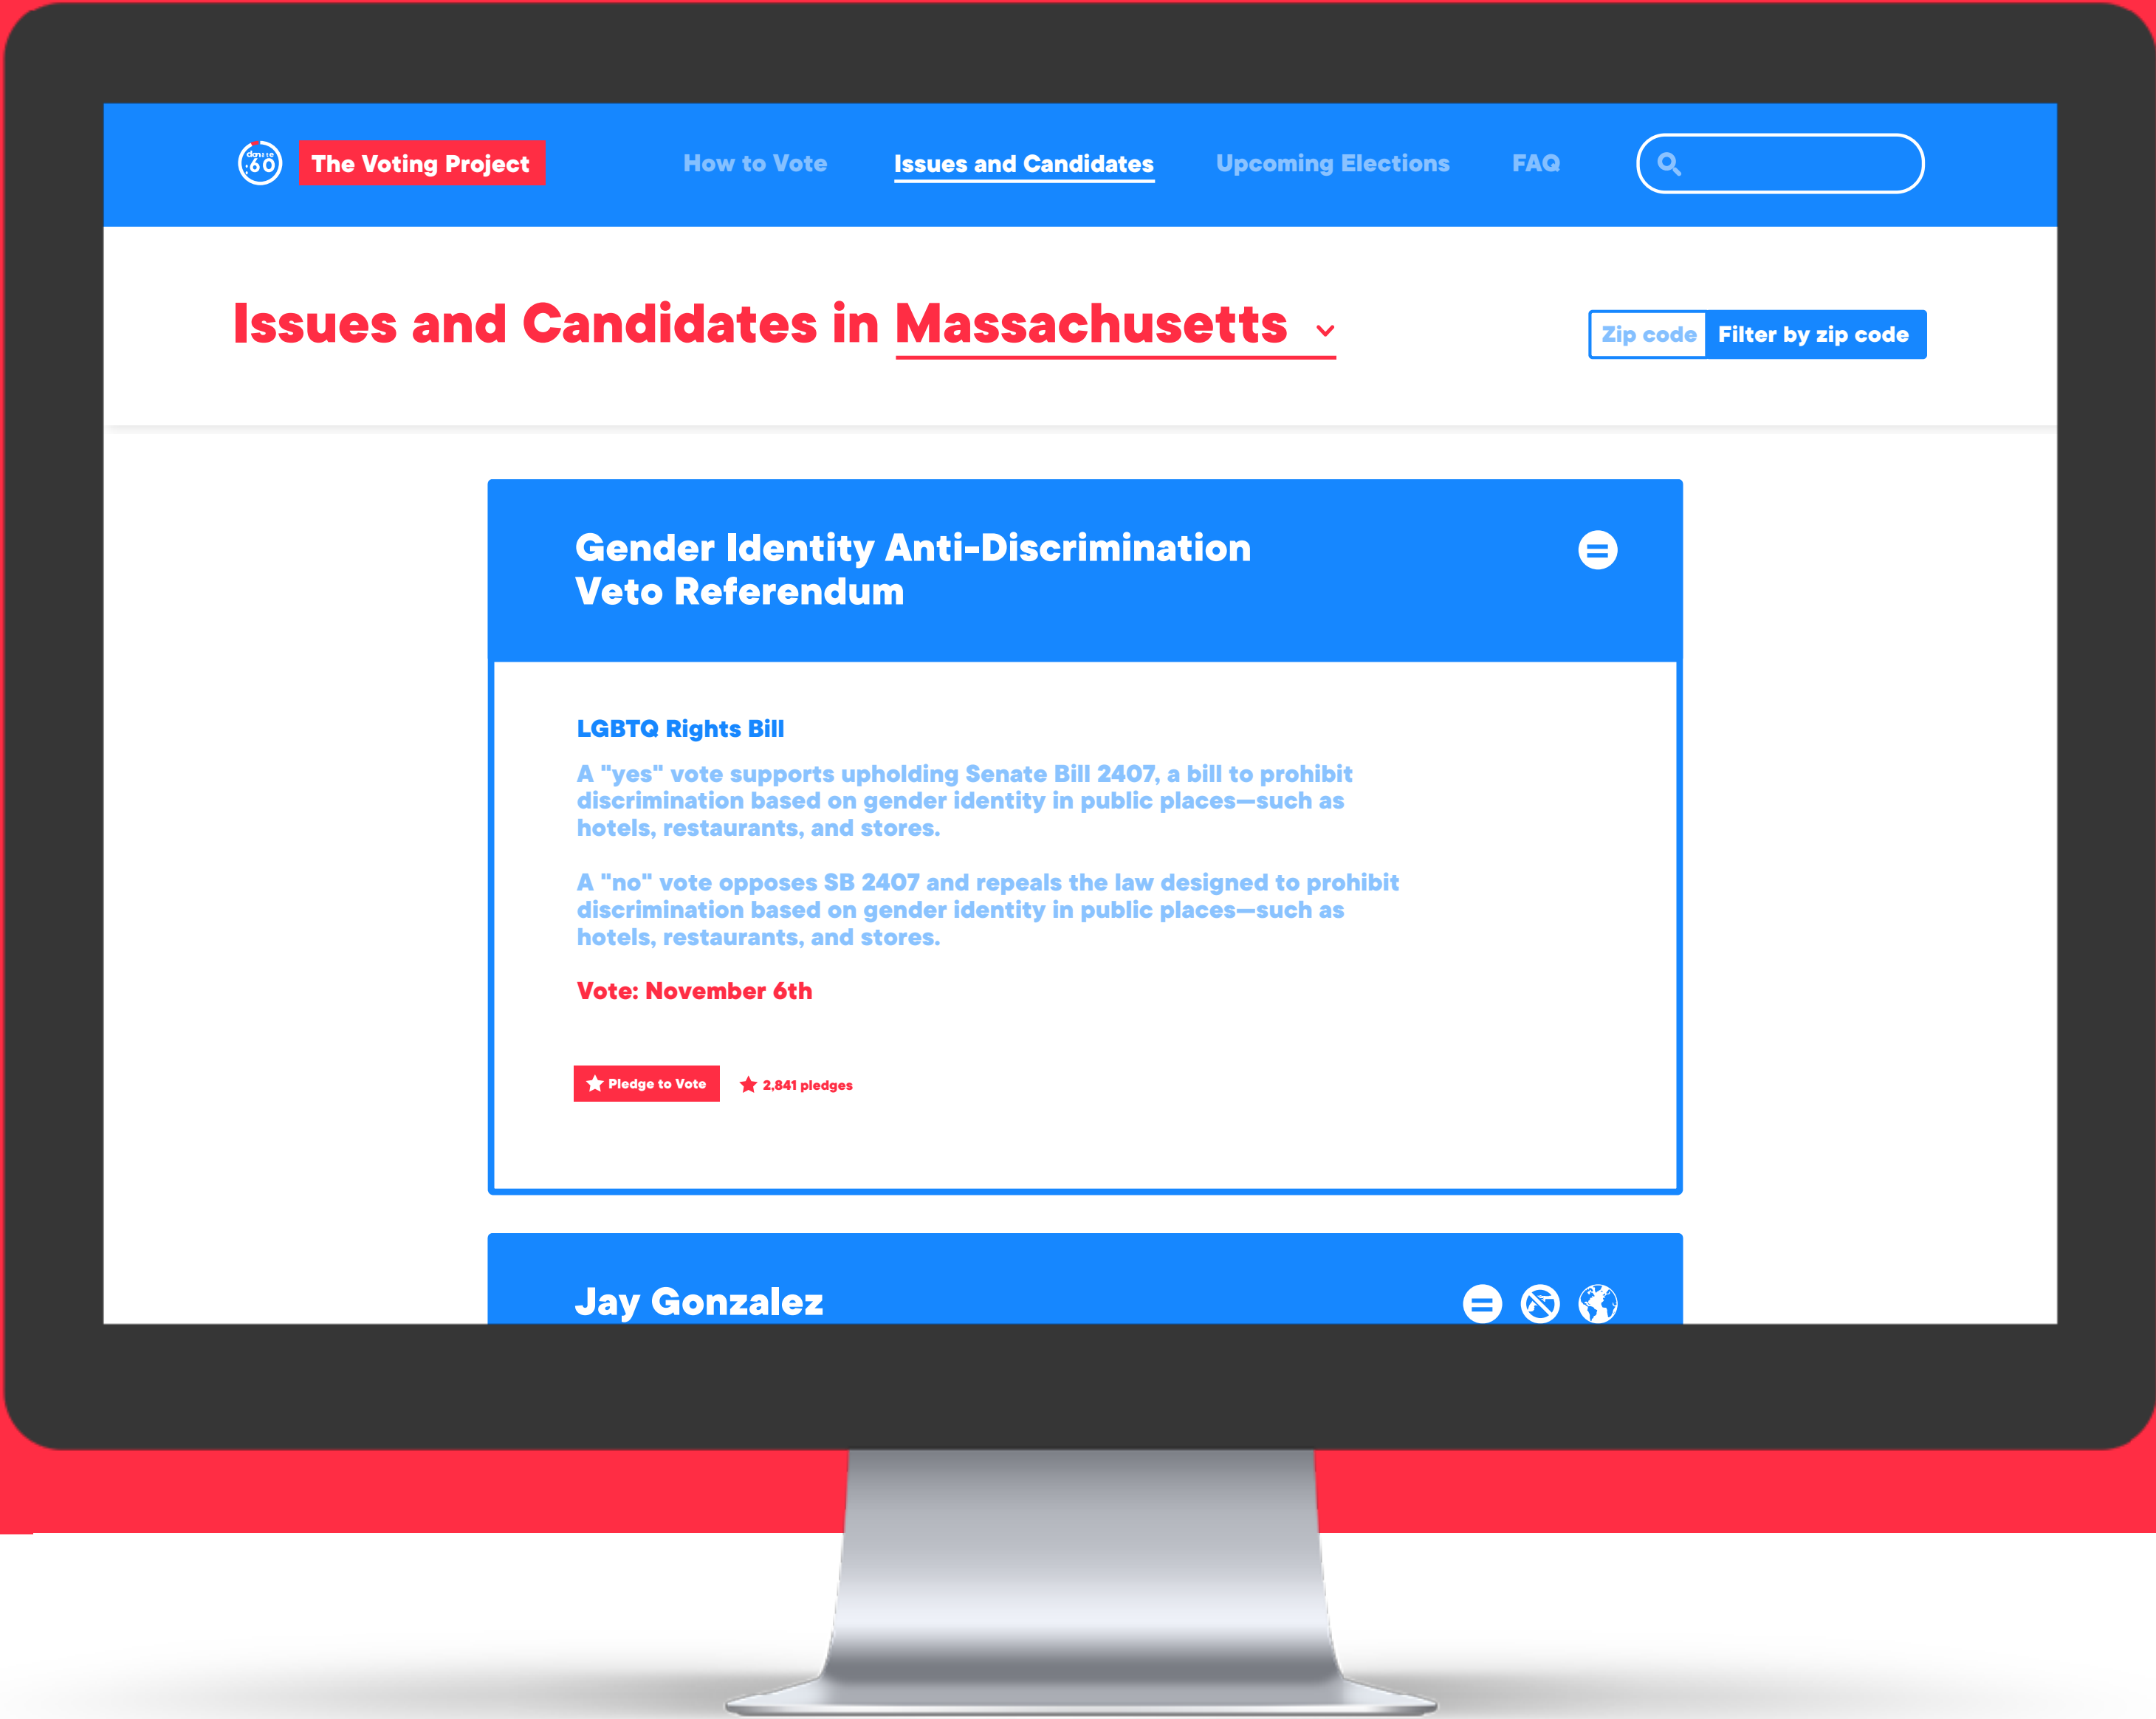 donate :60
The Voting Project
How to Vote
Issues and Candidates
Upcoming Elections
FAQ
Issues and Candidates in Massachusetts
Zip code
Filter by zip code
Gender Identity Anti-Discrimination
Veto Referendum
LGBTQ Rights Bill
A "yes" vote supports upholding Senate Bill 2407, a bill to prohibit
discrimination based on gender identity in public places—such as
hotels, restaurants, and stores.
A "no" vote opposes SB 2407 and repeals the law designed to prohibit
discrimination based on gender identity in public places—such as
hotels, restaurants, and stores.
Vote: November 6th
Pledge to Vote
2,841 pledges
Jay Gonzalez